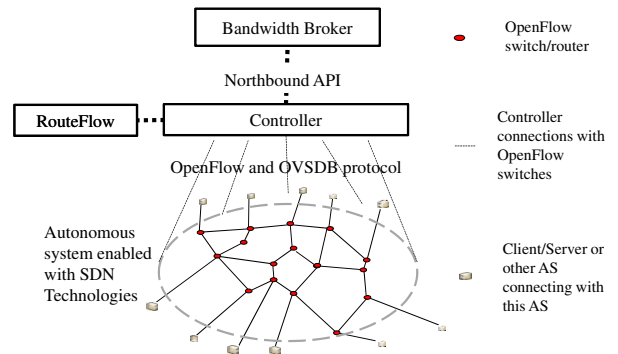 Bandwidth Broker
OpenFlow
switch/router
Northbound API
RouteFlow
Controller
Controller
connections with
OpenFlow
switches
OpenFlow and OVSDB protocol
Autonomous
system enabled
with SDN
Technologies
Client/Server or
other AS
connecting with
this AS